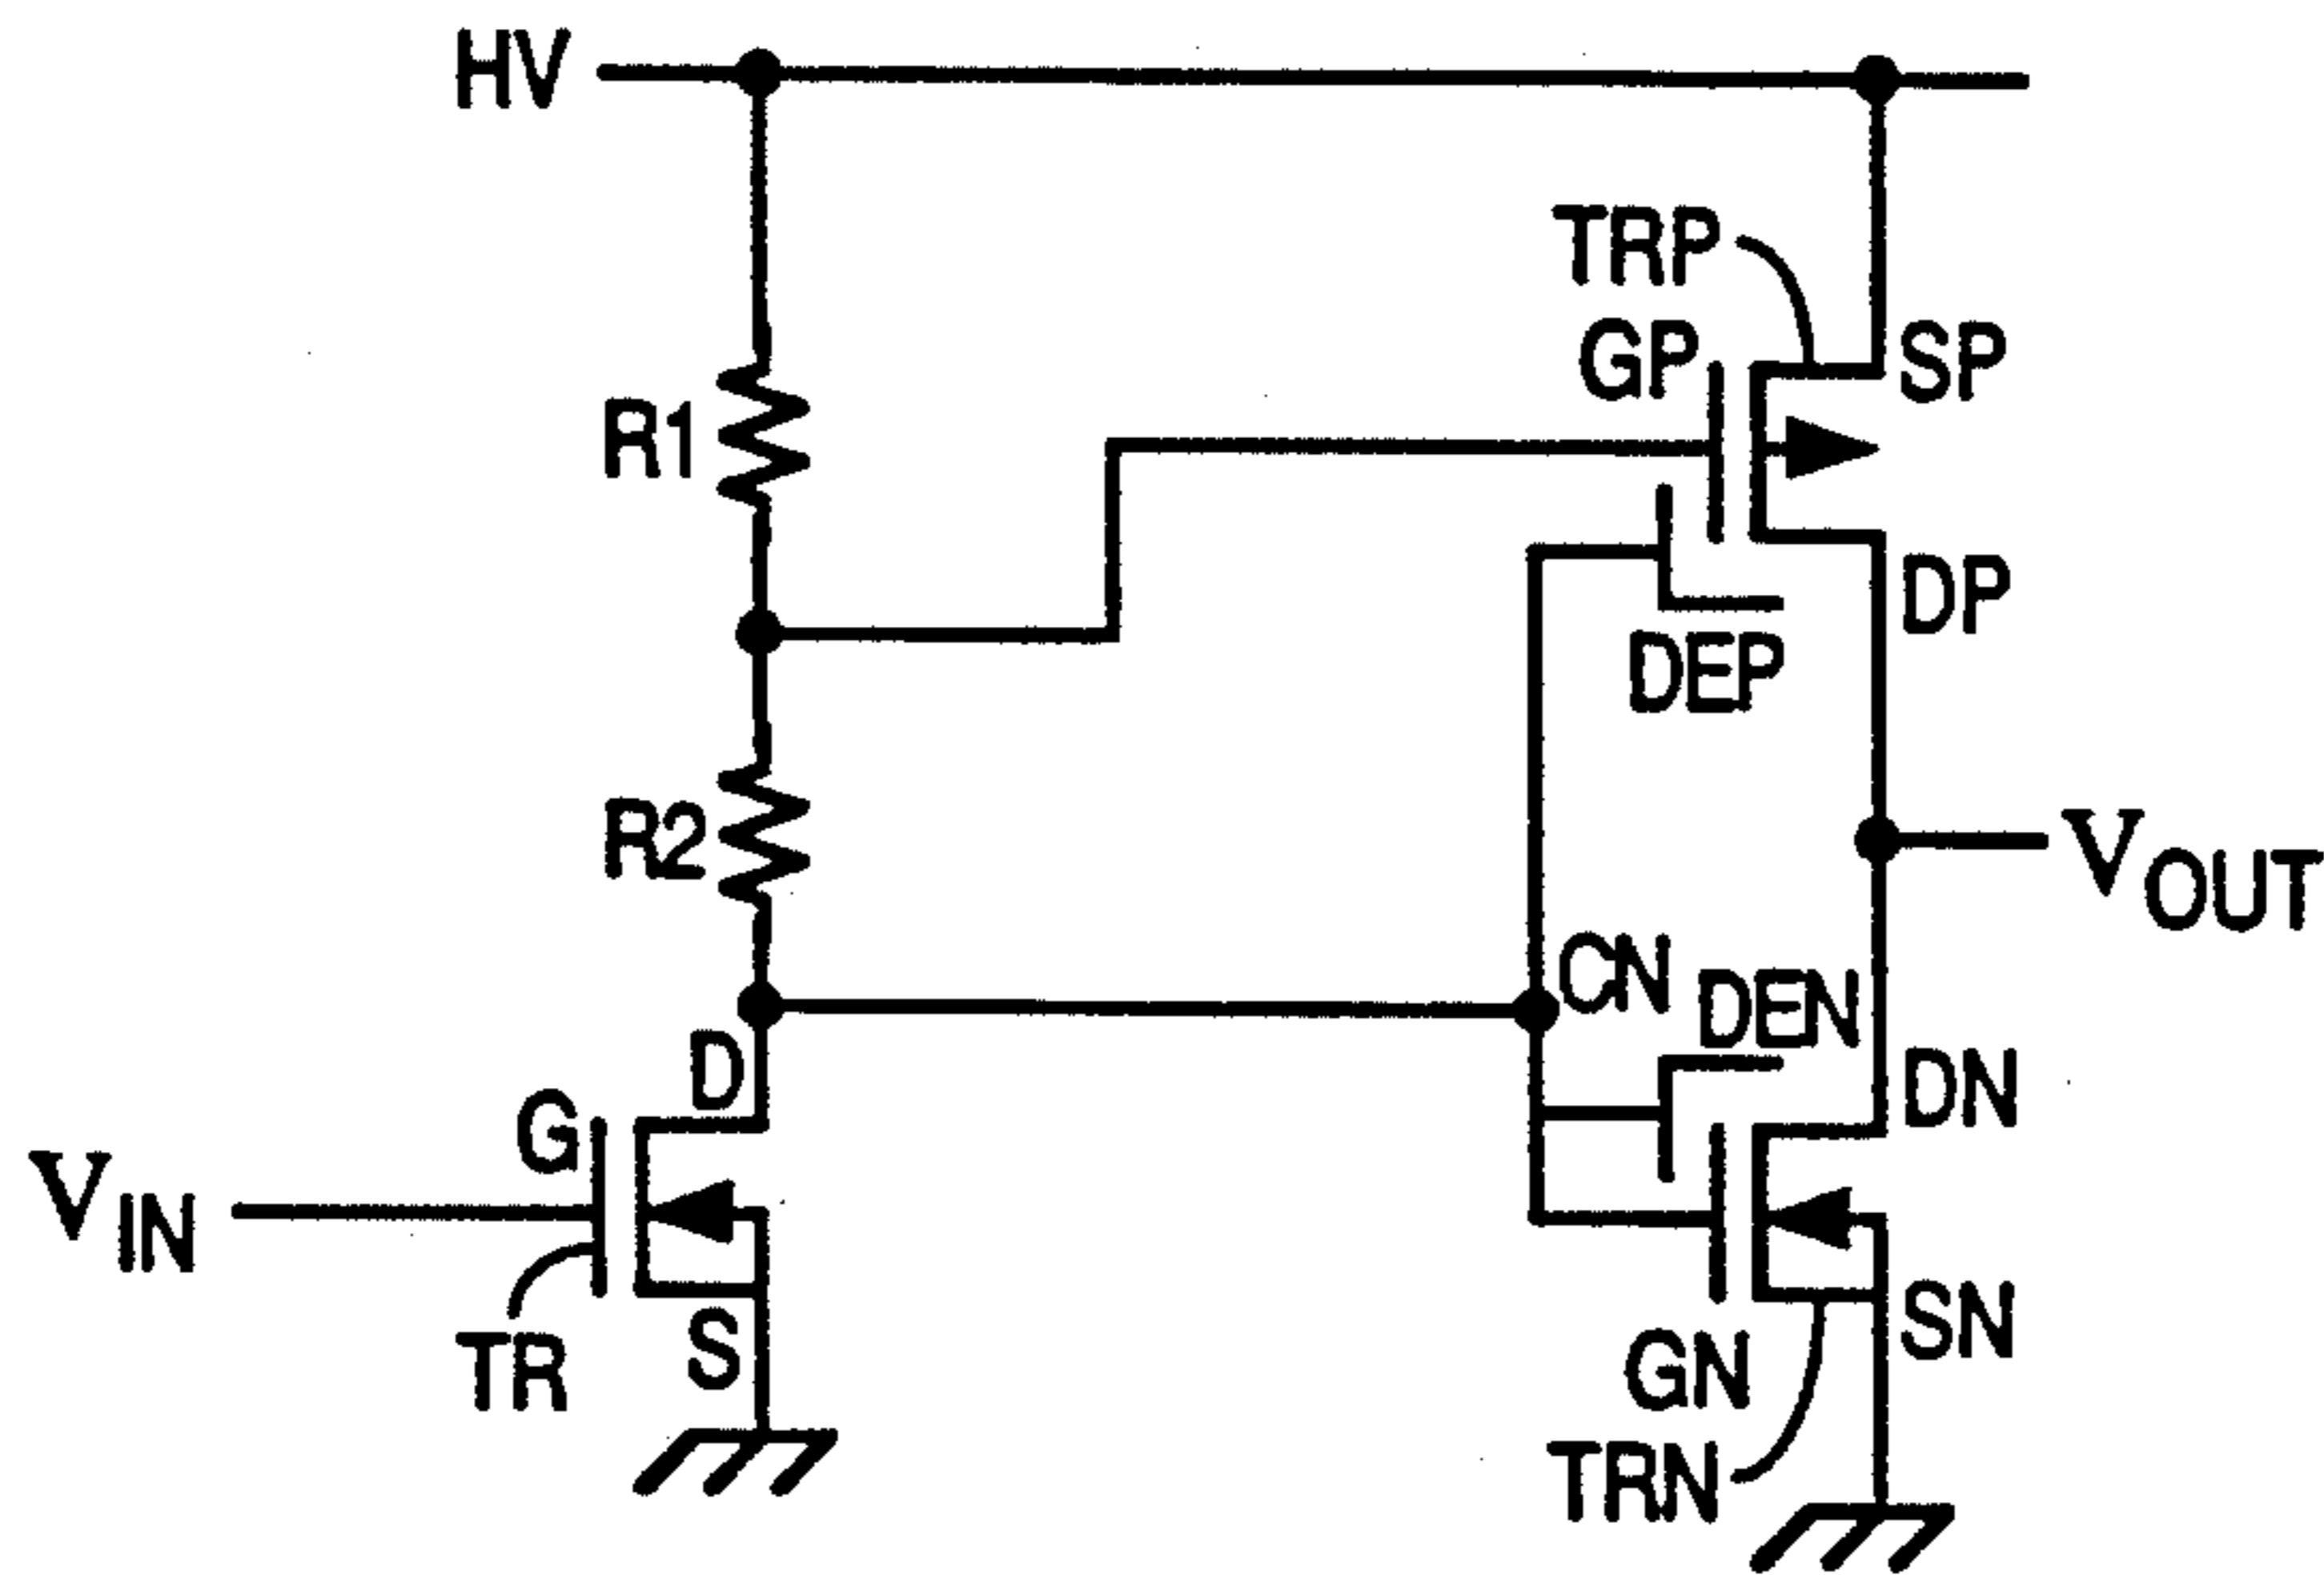 HV
TRP
GP
SP
R1
DP
DEP
R2
VOUT
CN
DEN
D
DN
G
VIN
S
SN
TR
GN
TRN